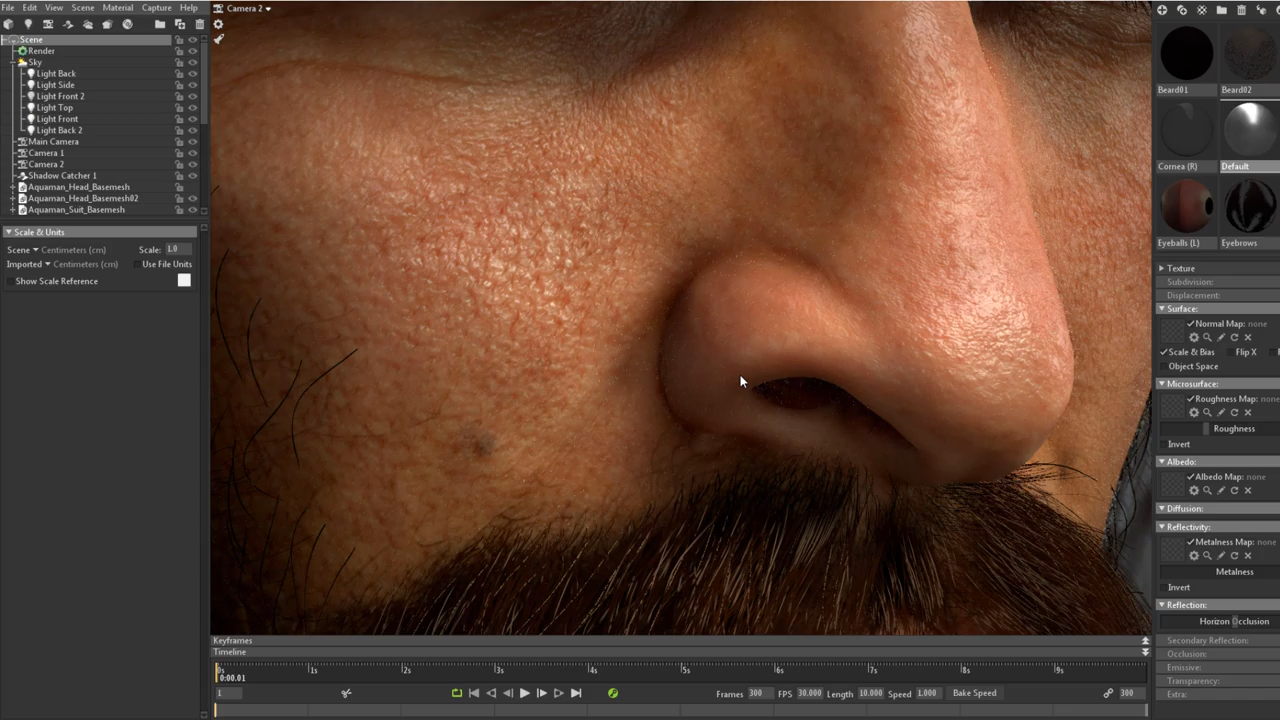 File Edit View Scene Material Capture Help
Camera 2
Scene
Render
Sky
Light Back
Light Side
Light Front 2
Light Top
Light Front
Light Back 2
Main Camera
Camera 1
Camera 2
Shadow Catcher 1
Aquaman_Head_Basemesh
Aquaman_Head_Basemesh02
Aquaman_Suit_Basemesh
Scale & Units
Scene Centimeters (cm) Scale: 1.0
Imported Centimeters (cm) Use File Units
Show Scale Reference
Beard01 Beard02
Cornea (R) Default
Eyeballs (L) Eyebrows
Texture
Subdivision:
Displacement:
Surface:
Normal Map: none
Scale & Bias Flip X
Object Space
Microsurface:
Roughness Map: none
Roughness
Invert
Albedo:
Albedo Map: none
Diffusion:
Reflectivity:
Metalness Map: none
Metalness
Invert
Reflection:
Horizon Occlusion
Secondary Reflection:
Occlusion:
Emissive:
Transparency:
Extra:
Keyframes
Timeline
0s 1s 2s 3s 4s 5s 6s 7s 8s 9s
0:00.01
1 Frames 300 FPS 30.000 Length 10.000 Speed 1.000 Bake Speed 300